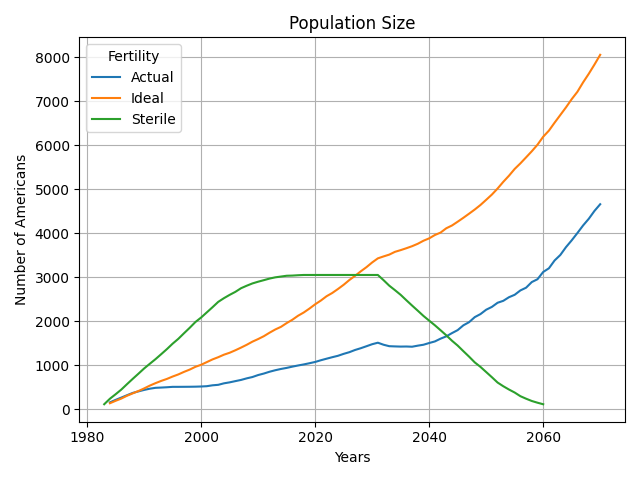 Population Size
Fertility
Actual
Ideal
Sterile
Number of Americans
8000
7000
6000
5000
4000
3000
2000
1000
0
1980
2000
2020
2040
2060
Years